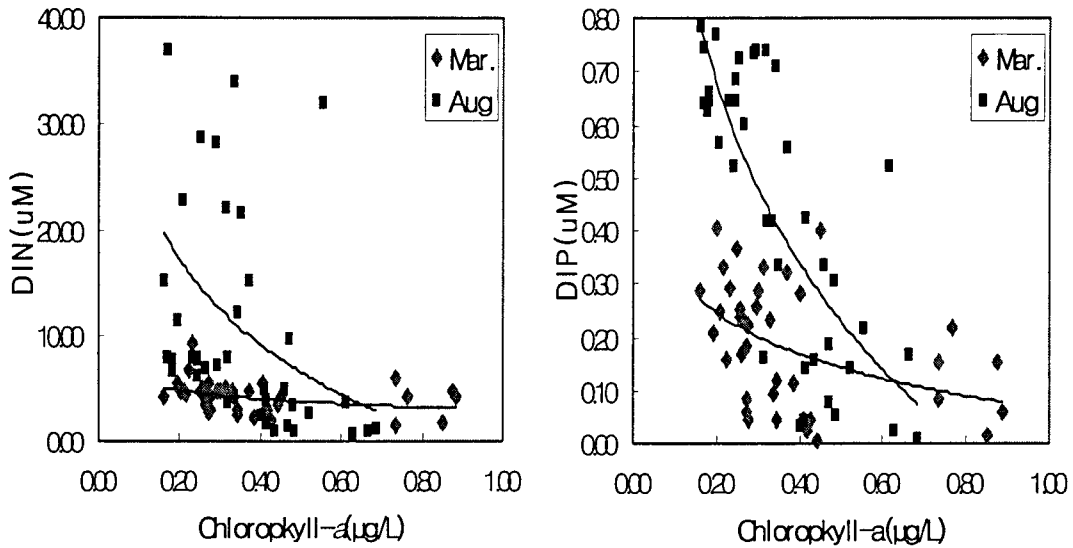 40.00
30.00
20.00
10.00
0.00
DIN(uM)
Mar.
Aug
0.00 0.20 0.40 0.60 0.80 1.00
Chloropkyll-a(µg/L)
0.80
0.70
0.60
0.50
0.40
0.30
0.20
0.10
0.00
DIP(uM)
Mar.
Aug
0.00 0.20 0.40 0.60 0.80 1.00
Chloropkyll-a(µg/L)